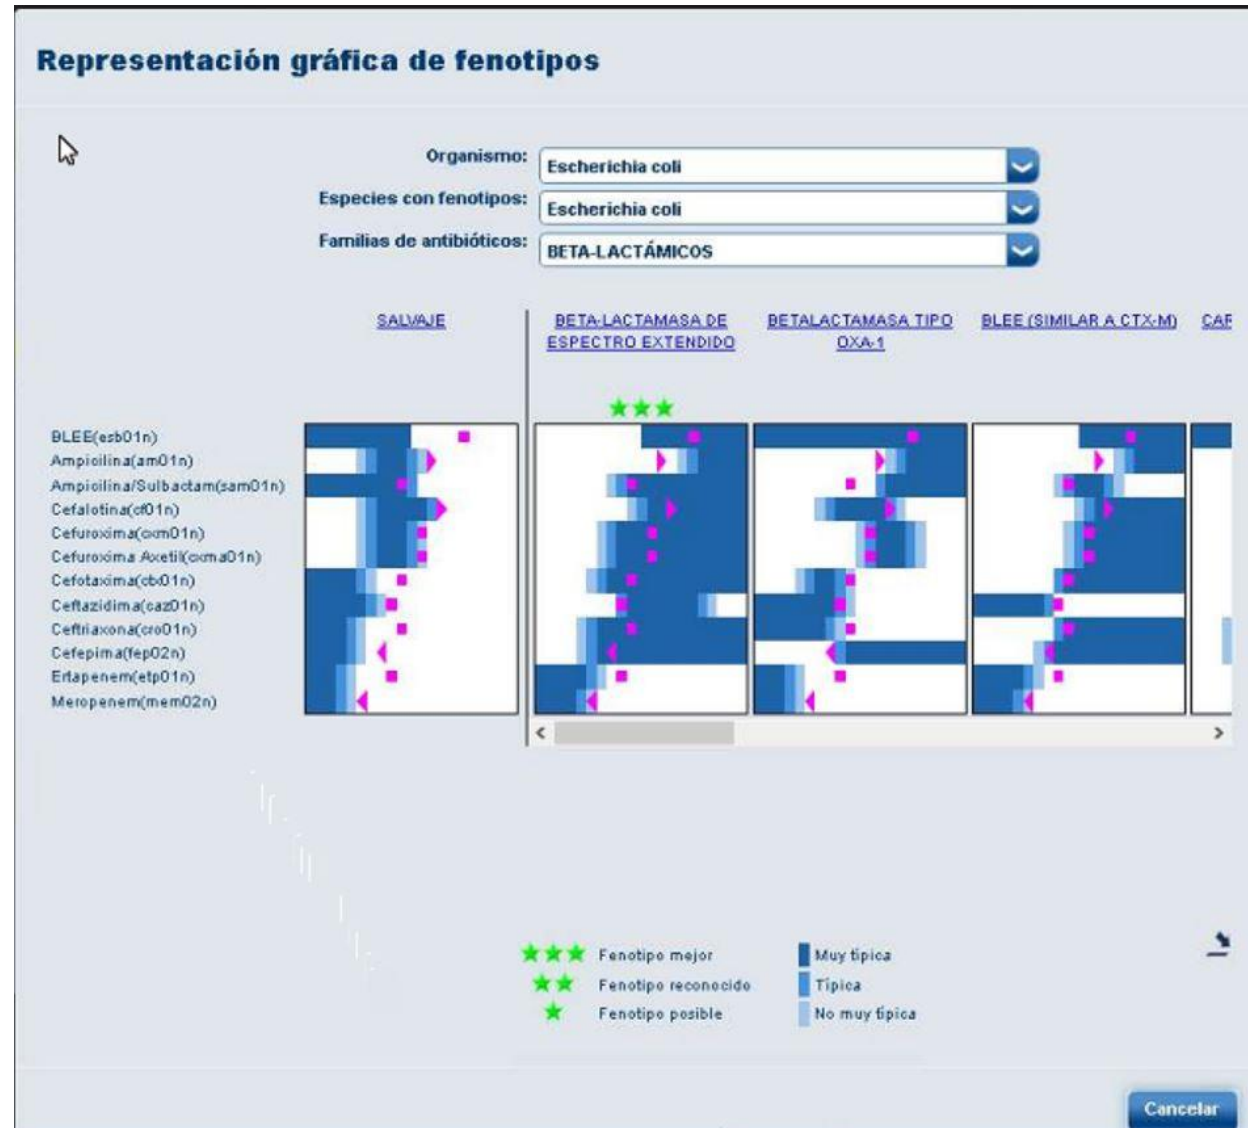 Representación gráfica de fenotipos
Organismo:
Escherichia coli
Especies con fenotipos:
Escherichia coli
Familias de antibióticos:
BETA-LACTÁMICOS
SALVAJE
BETA-LACTAMASA DE
ESPECTRO EXTENDIDO
BETALACTAMASA TIPO
OXA-1
BLEE (SIMILAR A CTX-M)
CAF
BLEE(esb01n)
Ampicilina(am01n)
Ampicilina/Sulbactam(sam01n)
Cefalotina(cf01n)
Cefuroxima(cxm01n)
Cefuroxima Axetil(cxma01n)
Cefotaxima(ctx01n)
Ceftazidima(caz01n)
Ceftriaxona(cro01n)
Cefepima(fep02n)
Ertapenem(etp01n)
Meropenem(mem02n)
Fenotipo mejor
Muy típica
Fenotipo reconocido
Típica
Fenotipo posible
No muy típica
Cancelar